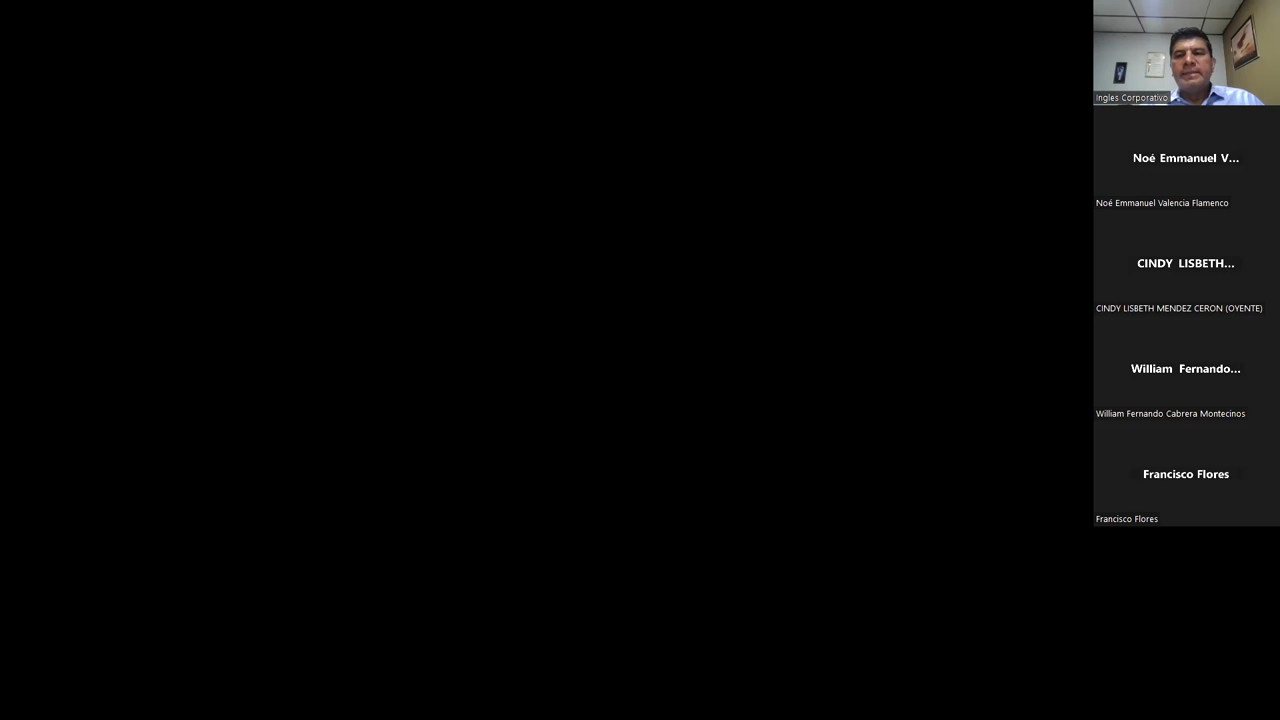 Ingles Corporativo
Noé Emmanuel V...
Noé Emmanuel Valencia Flamenco
CINDY LISBETH...
CINDY LISBETH MENDEZ CERON (OYENTE)
William Fernando...
William Fernando Cabrera Montecinos
Francisco Flores
Francisco Flores